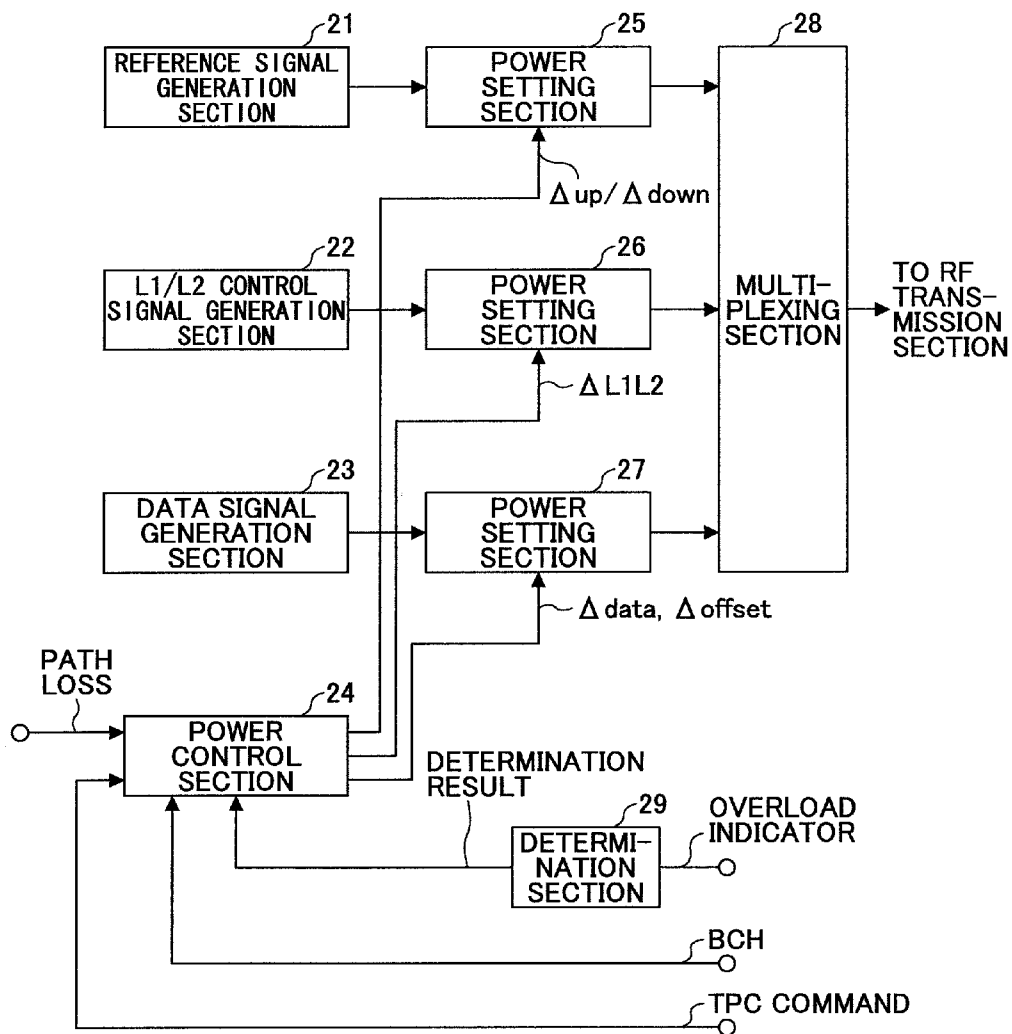 21
REFERENCE SIGNAL
GENERATION
SECTION
25
POWER
SETTING
SECTION
28
Δup/Δdown
22
L1/L2 CONTROL
SIGNAL GENERATION
SECTION
26
POWER
SETTING
SECTION
MULTI-
PLEXING
SECTION
TO RF
TRANS-
MISSION
SECTION
ΔL1L2
23
DATA SIGNAL
GENERATION
SECTION
27
POWER
SETTING
SECTION
Δdata, Δoffset
PATH
LOSS
24
POWER
CONTROL
SECTION
DETERMINATION
RESULT
29
DETERMI-
NATION
SECTION
OVERLOAD
INDICATOR
BCH
TPC COMMAND